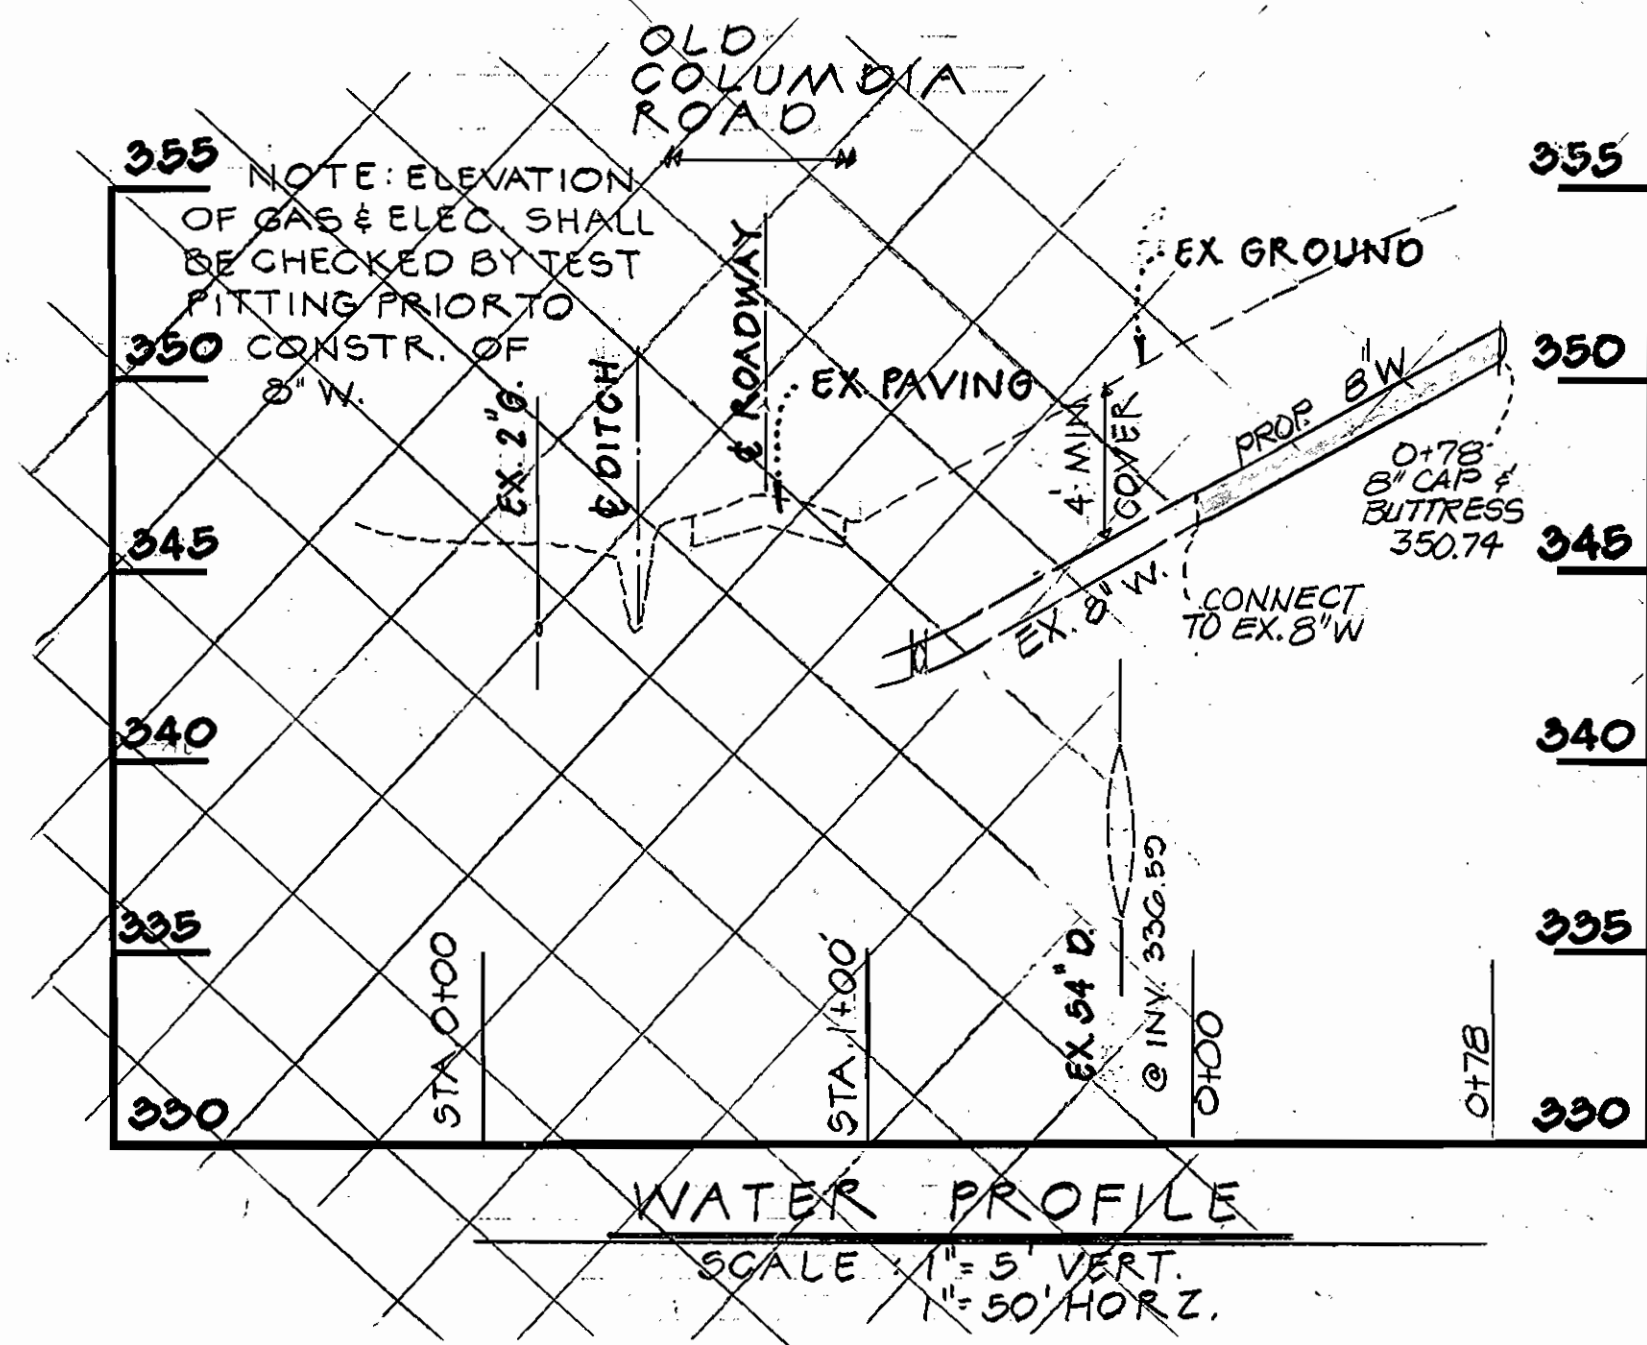 OLD
COLUMBIA
ROAD
355
NOTE: ELEVATION
OF GAS & ELEC. SHALL
BE CHECKED BY TEST
PITTING PRIOR TO
CONSTR. OF
8" W.
355
EX GROUND
350
350
EX. 2" G.
℄ DITCH
℄ ROADWAY
EX. PAVING
4' MIN
COVER
PROP. 8" W
0+78
8" CAP &
BUTTRESS
350.74
345
345
EX. 8" W.
CONNECT
TO EX. 8" W
340
340
335
335
STA. 0+00
STA. 1+00
EX. 54" D.
@ INV. 336.59
0+00
0+78
330
330
WATER PROFILE
SCALE : 1"= 5' VERT.
1"= 50' HORZ.